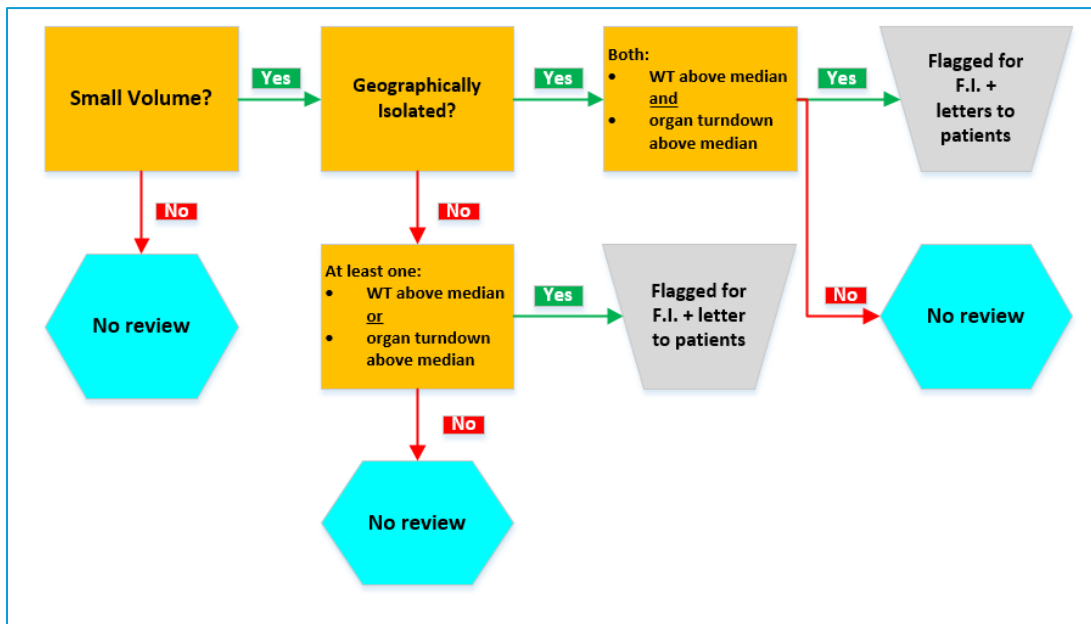 Small Volume?
Yes
Geographically
Isolated?
Yes
Both:
• WT above median
and
• organ turndown
above median
Yes
Flagged for
F.I. +
letters to
patients
No
No review
No
At least one:
• WT above median
or
• organ turndown
above median
Yes
Flagged for
F.I. + letter
to patients
No
No review
No
No review